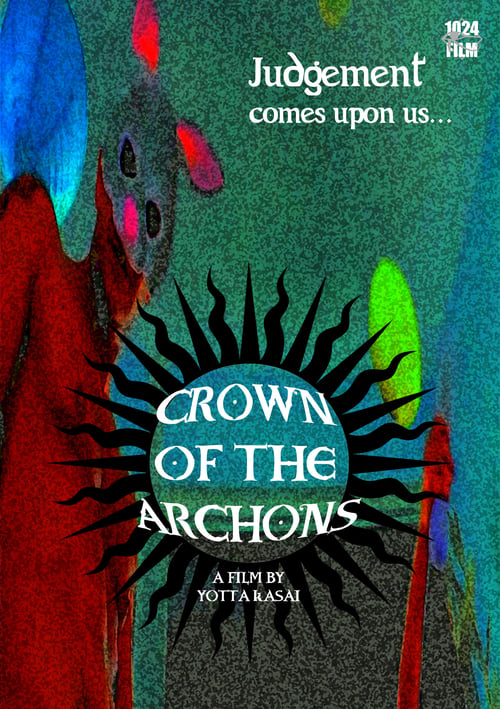 1024
FILM
Judgement
comes upon us...
CROWN
OF THE
ARCHONS
A FILM BY
YOTTA KASAI